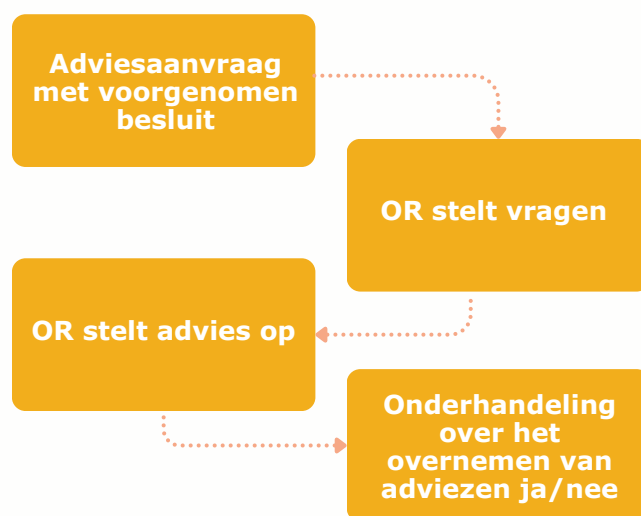 Adviesaanvraag
met voorgenomen
besluit
OR stelt vragen
OR stelt advies op
Onderhandeling
over het
overnemen van
adviezen ja/nee